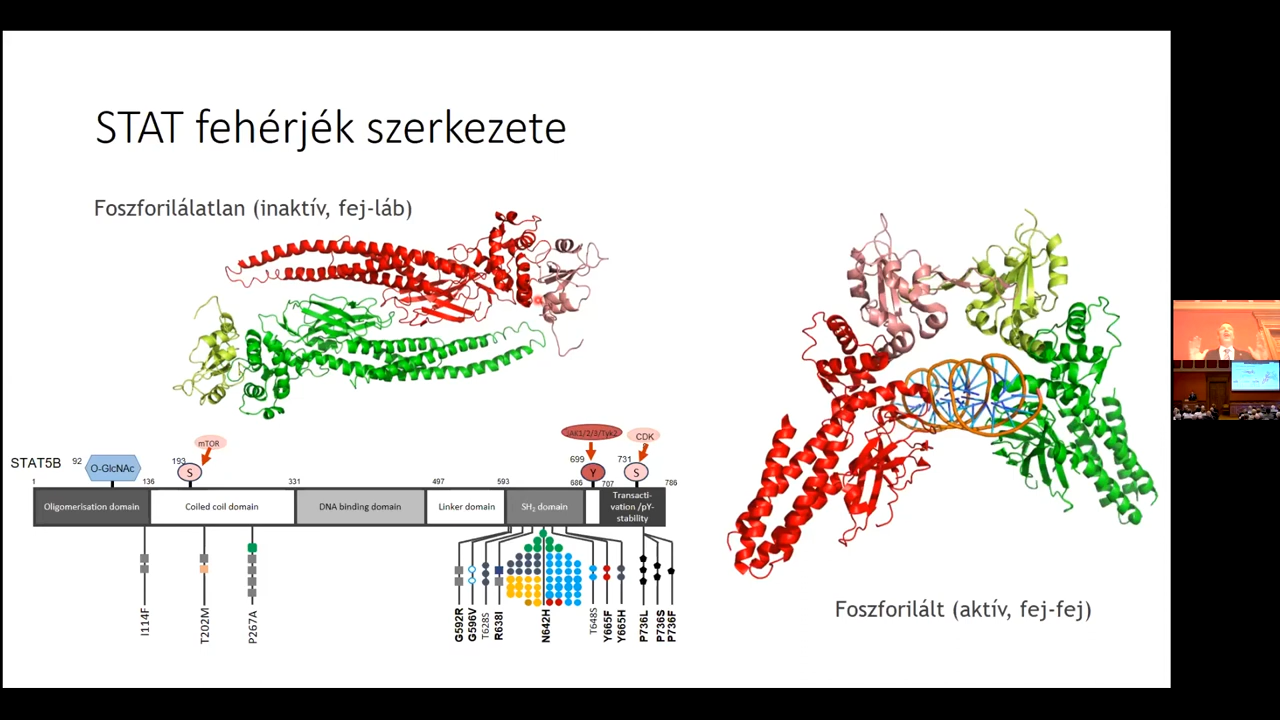 STAT fehérjék szerkezete
Foszforilálatlan (inaktív, fej-láb)
mTOR
JAK1/2/3/Tyk2
CDK
STAT5B
92
O-GlcNAc
193
S
699
Y
731
S
1
136
331
497
593
686
707
786
Oligomerisation domain
Coiled coil domain
DNA binding domain
Linker domain
SH2 domain
Transacti-
vation /pY-
stability
I114F
T202M
P267A
G592R
G596V
T628S
R638I
N642H
T648S
Y665F
Y665H
P736L
P736S
P736F
Foszforilált (aktív, fej-fej)